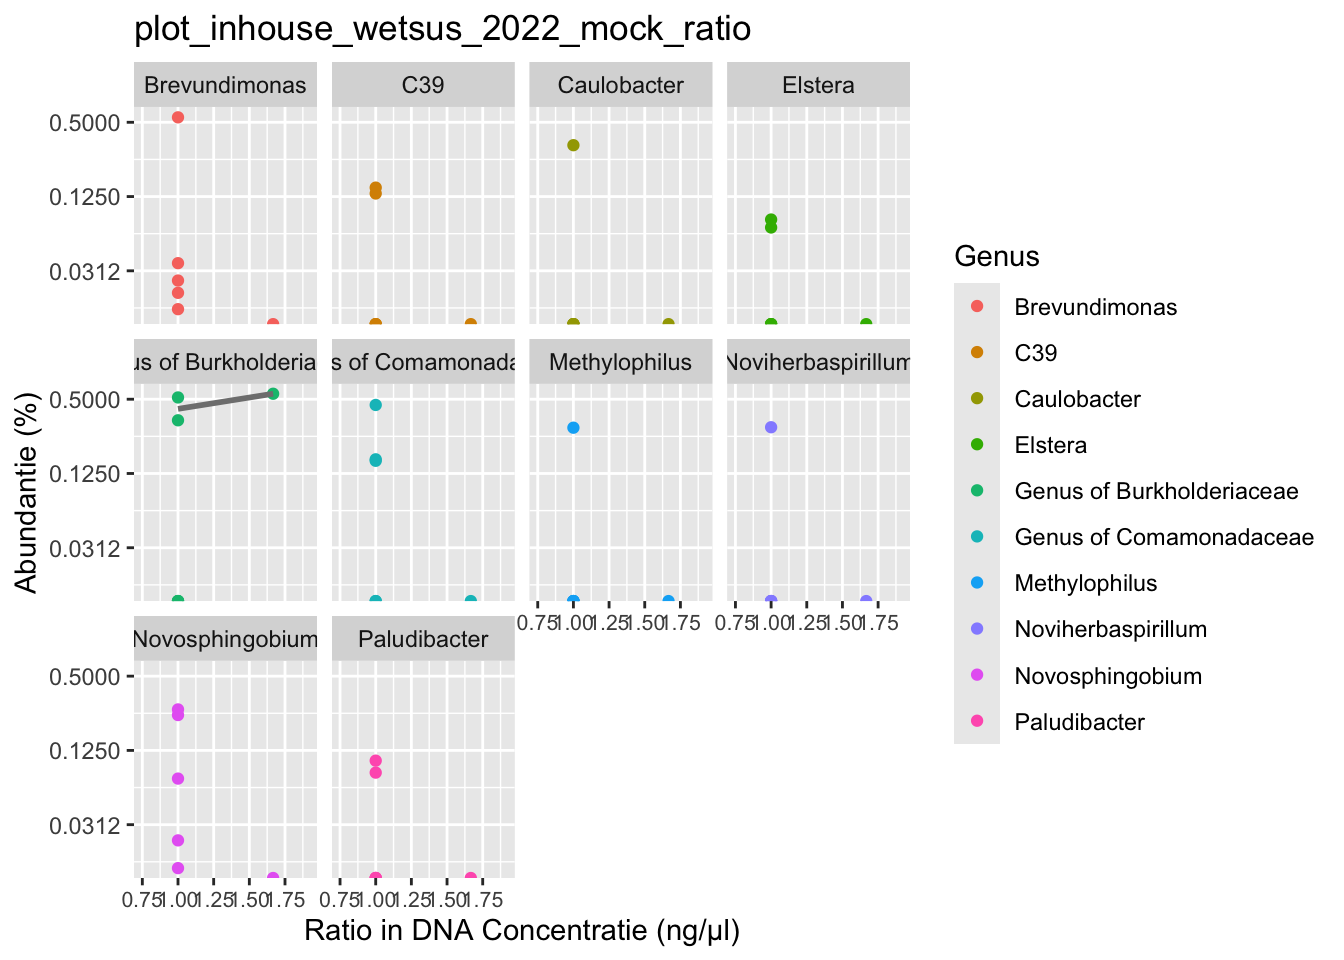 plot_inhouse_wetsus_2022_mock_ratio
Brevundimonas C39 Caulobacter Elstera
0.5000
0.1250
0.0312
us of Burkholderia s of Comamonada Methylophilus Noviherbaspirillum
0.5000
0.1250
0.0312
0.75 1.00 1.25 1.50 1.75 0.75 1.00 1.25 1.50 1.75
Novosphingobium Paludibacter
0.5000
0.1250
0.0312
0.75 1.00 1.25 1.50 1.75 0.75 1.00 1.25 1.50 1.75
Ratio in DNA Concentratie (ng/µl)
Abundantie (%)
Genus
Brevundimonas
C39
Caulobacter
Elstera
Genus of Burkholderiaceae
Genus of Comamonadaceae
Methylophilus
Noviherbaspirillum
Novosphingobium
Paludibacter